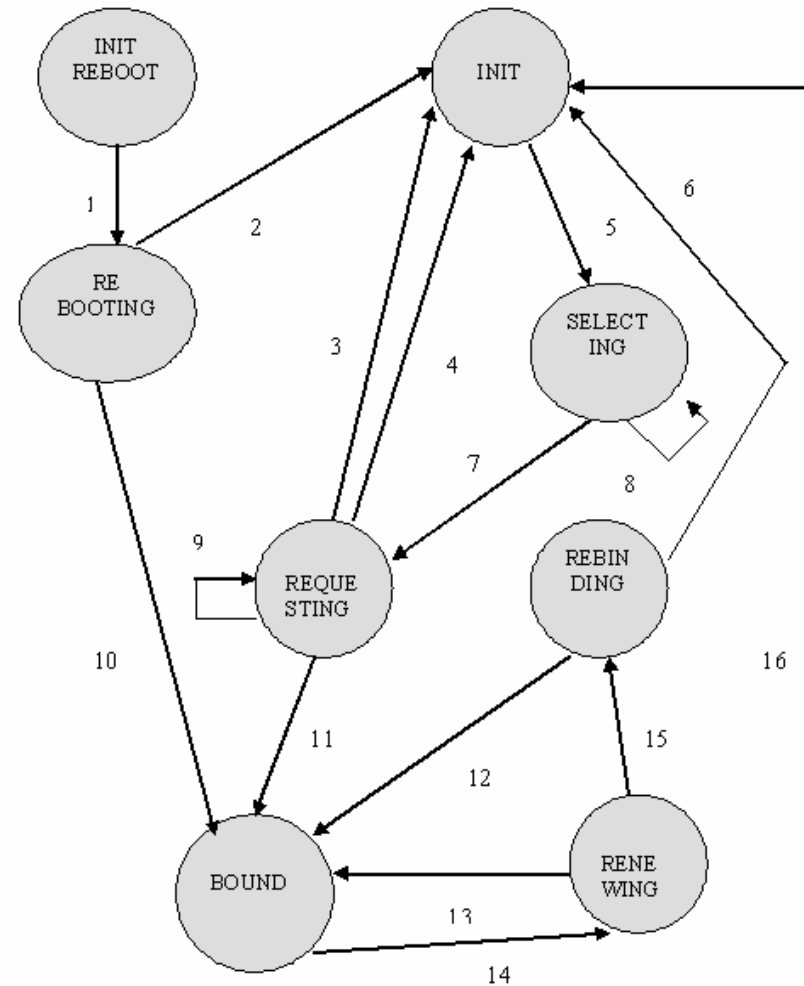 INIT
REBOOT
INIT
1
2
5
6
RE
BOOTING
SELECT
ING
3
4
7
8
9
REQUE
STING
REBIN
DING
10
16
11
15
12
BOUND
RENE
WING
13
14